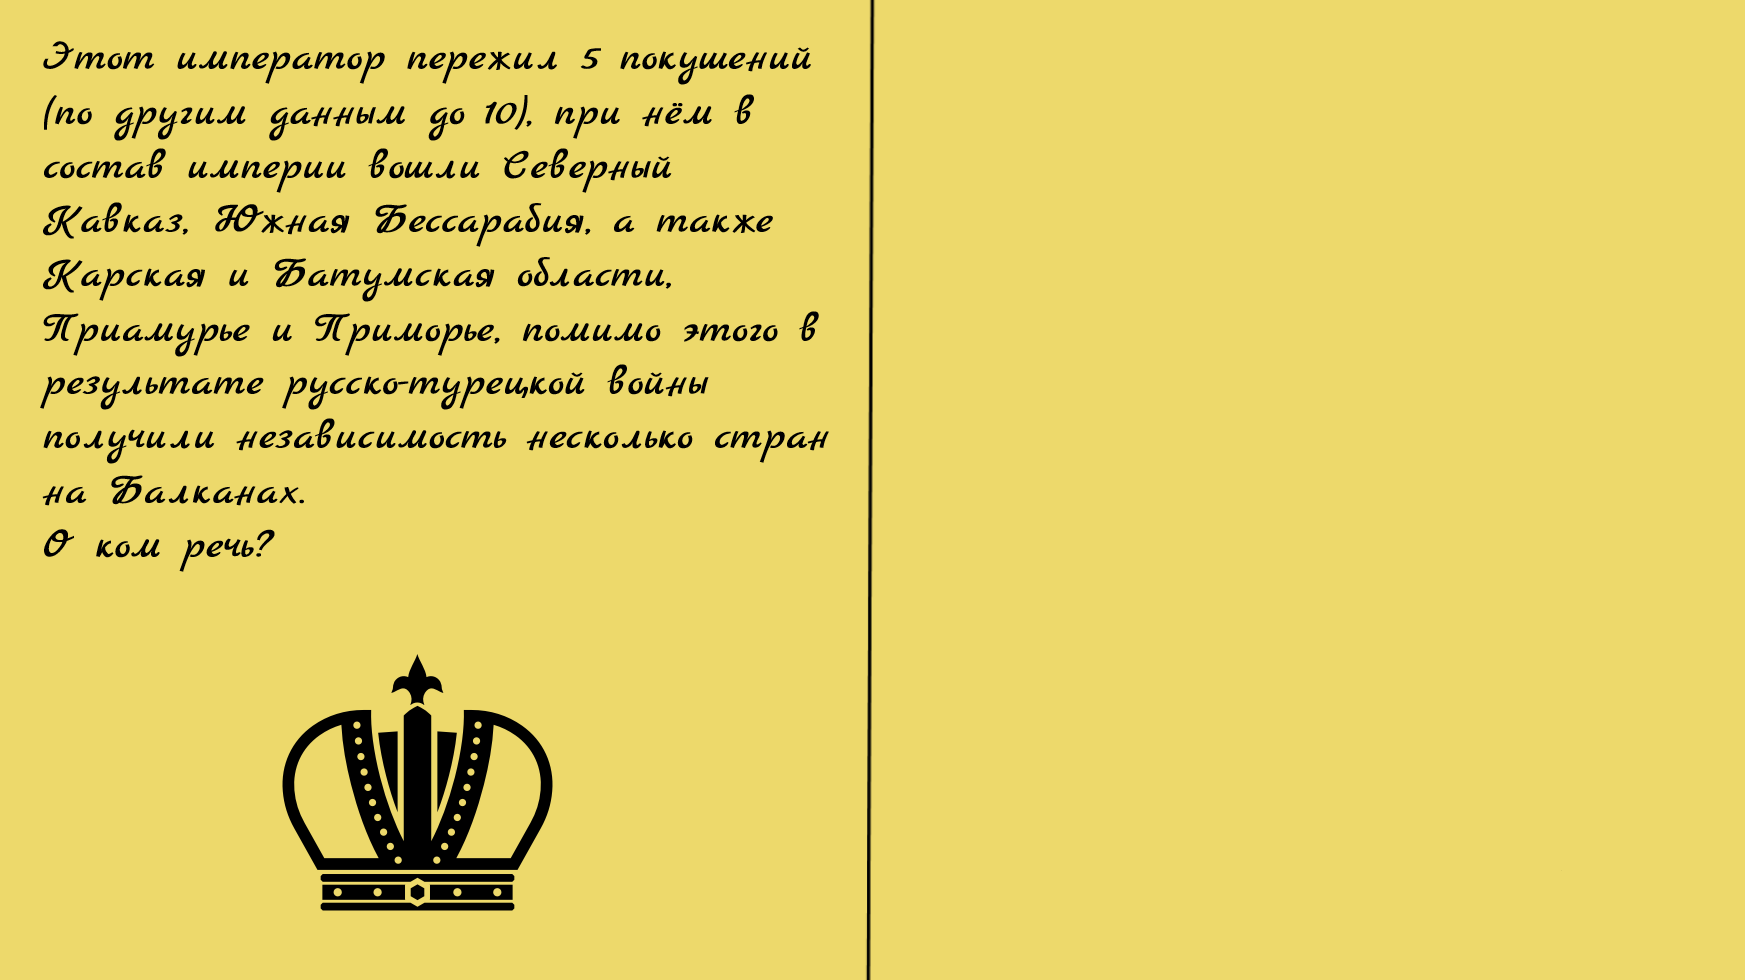 Этот император пережил 5 покушений
(по другим данным до 10), при нём в
состав империи вошли Северный
Кавказ, Южная Бессарабия, а также
Карская и Батумская области,
Приамурье и Приморье, помимо этого в
результате русско-турецкой войны
получили независимость несколько стран
на Балканах.
О ком речь?